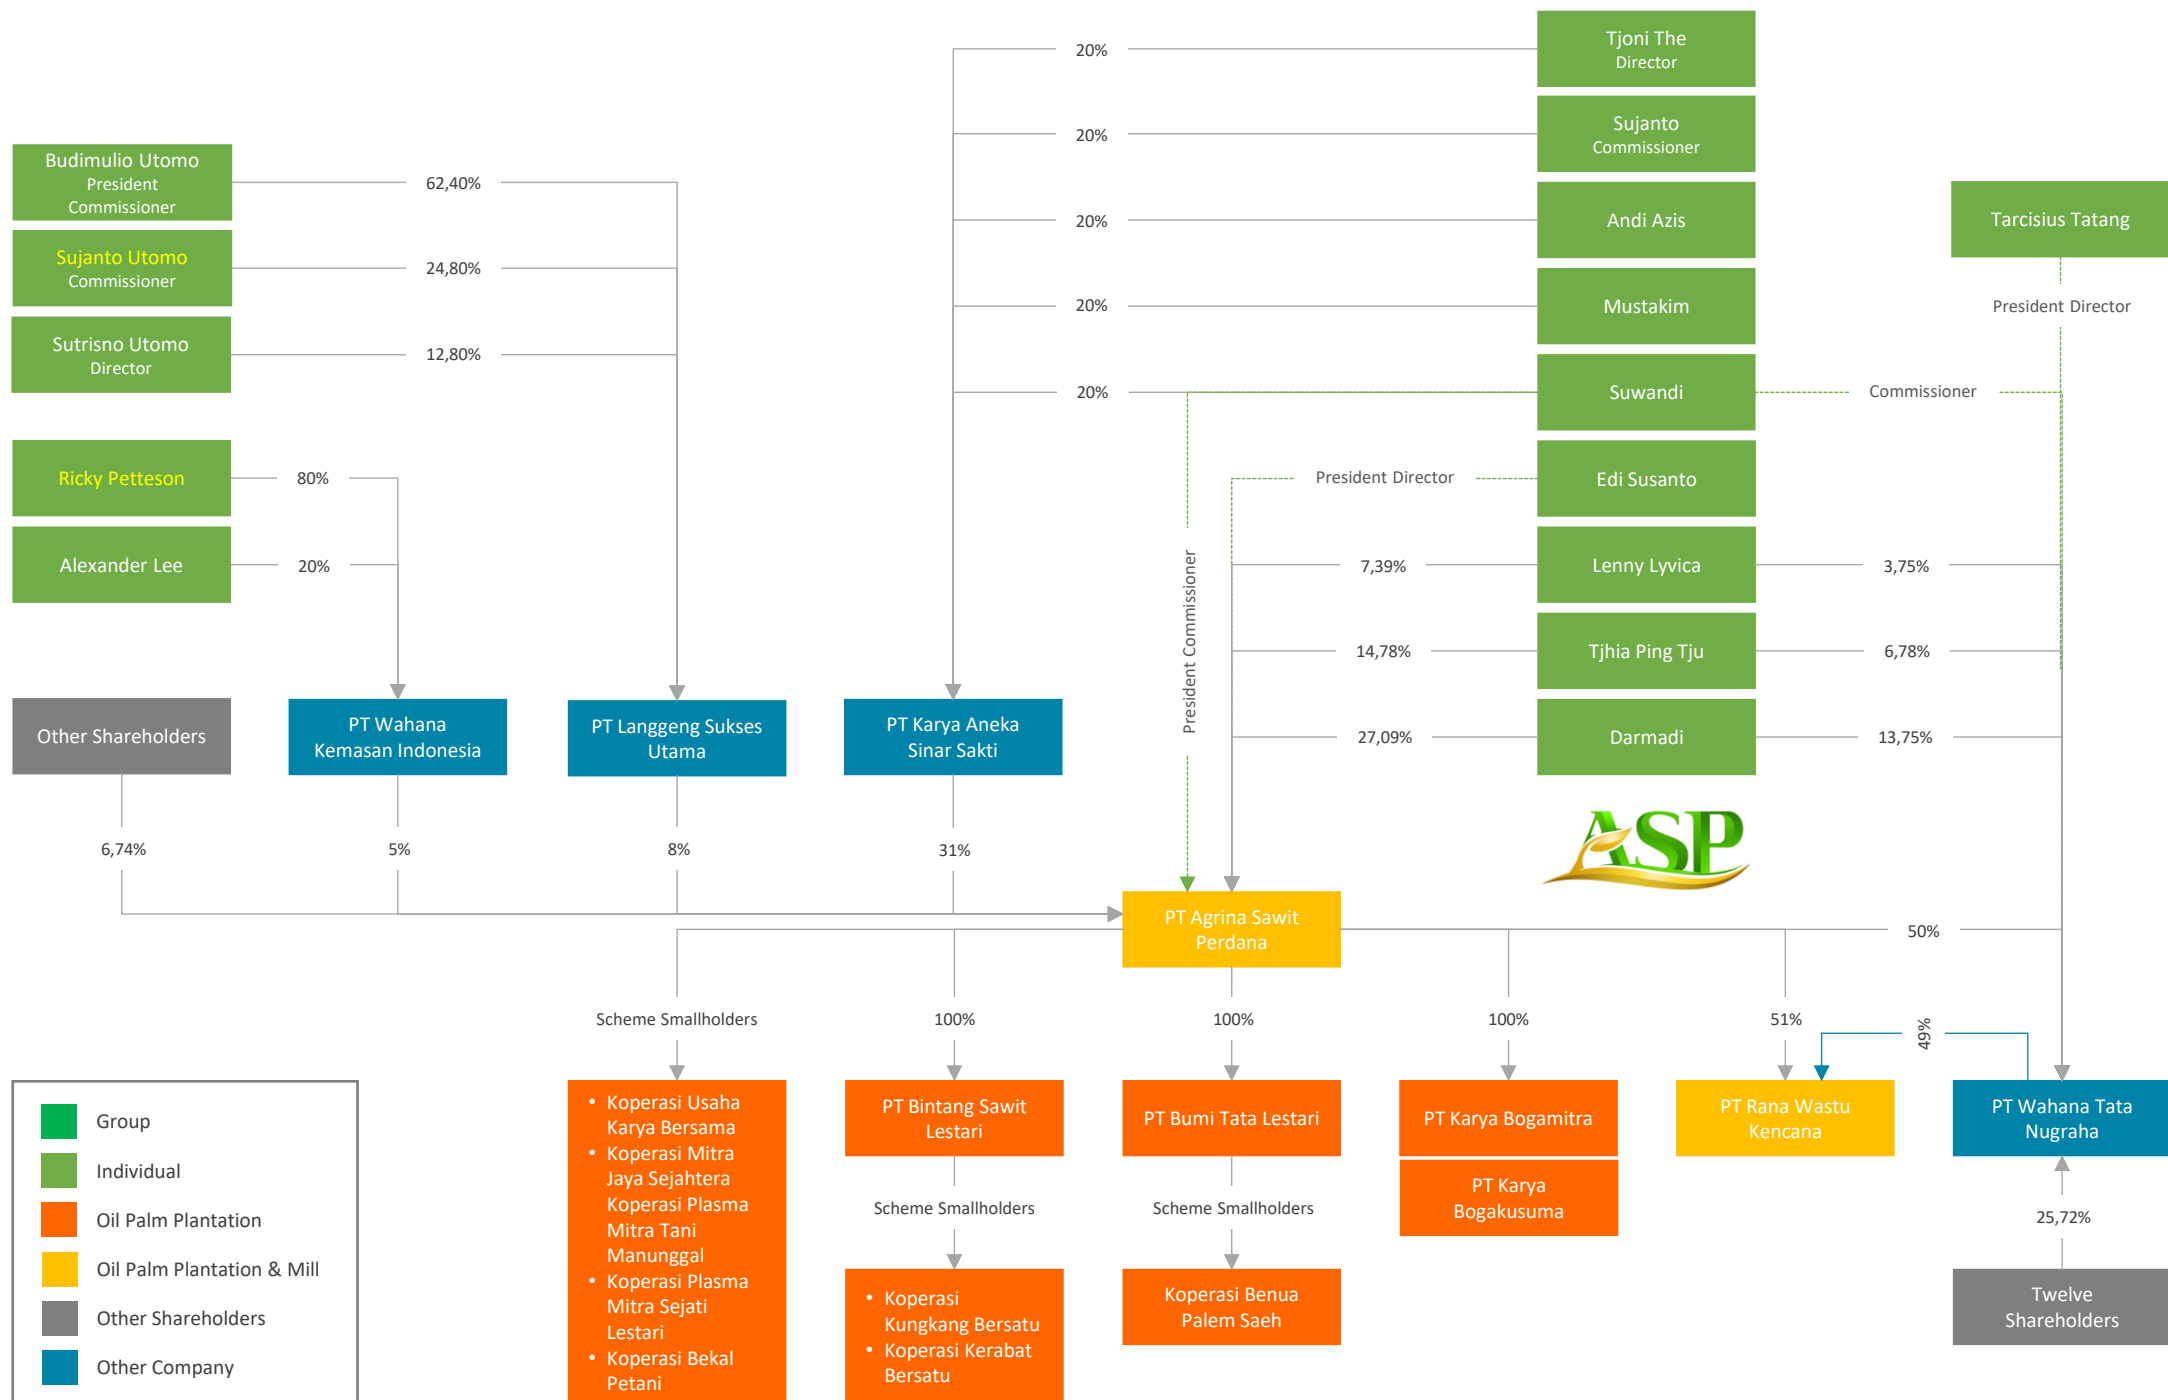 Tjoni The
Director
20%
Sujanto
Commissioner
20%
Budimulio Utomo
President
Commissioner
62,40%
Andi Azis
20%
Tarcisius Tatang
Sujanto Utomo
Commissioner
24,80%
Mustakim
20%
President Director
Sutrisno Utomo
Director
12,80%
Suwandi
20%
Commissioner
Ricky Petteson
80%
President Director
Edi Susanto
Alexander Lee
20%
7,39%
Lenny Lyvica
3,75%
President Commissioner
14,78%
Tjhia Ping Tju
6,78%
Other Shareholders
PT Wahana
Kemasan Indonesia
PT Langgeng Sukses
Utama
PT Karya Aneka
Sinar Sakti
27,09%
Darmadi
13,75%
ASP
6,74%
5%
8%
31%
PT Agrina Sawit
Perdana
50%
Scheme Smallholders
100%
100%
100%
51%
49%
• Koperasi Usaha
Karya Bersama
• Koperasi Mitra
Jaya Sejahtera
Koperasi Plasma
Mitra Tani
Manunggal
• Koperasi Plasma
Mitra Sejati
Lestari
• Koperasi Bekal
Petani
PT Bintang Sawit
Lestari
PT Bumi Tata Lestari
PT Karya Bogamitra
PT Karya
Bogakusuma
PT Rana Wastu
Kencana
PT Wahana Tata
Nugraha
Scheme Smallholders
Scheme Smallholders
25,72%
• Koperasi
Kungkang Bersatu
• Koperasi Kerabat
Bersatu
Koperasi Benua
Palem Saeh
Twelve
Shareholders
Group
Individual
Oil Palm Plantation
Oil Palm Plantation & Mill
Other Shareholders
Other Company